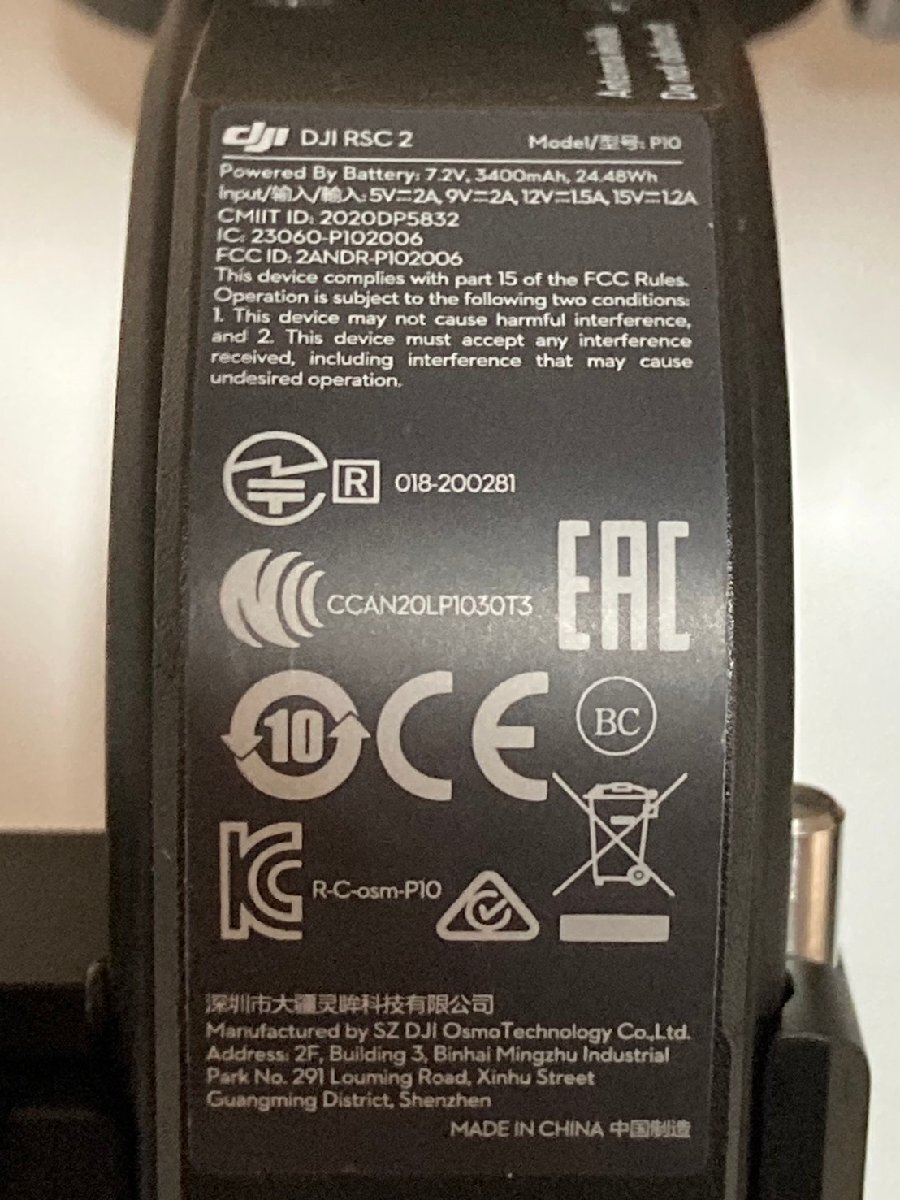 Antenna inside
Do not obstruct
dji DJI RSC 2 Model/型号: P10
Powered By Battery: 7.2V, 3400mAh, 24.48Wh
Input/输入/輸入: 5V⎓2A, 9V⎓2A, 12V⎓1.5A, 15V⎓1.2A
CMIIT ID: 2020DP5832
IC: 23060-P102006
FCC ID: 2ANDR-P102006
This device complies with part 15 of the FCC Rules.
Operation is subject to the following two conditions:
1. This device may not cause harmful interference,
and 2. This device must accept any interference
received, including interference that may cause
undesired operation.
R 018-200281
CCAN20LP1030T3
EAC
10 CE BC
KC R-C-osm-P10
深圳市大疆灵眸科技有限公司
Manufactured by SZ DJI OsmoTechnology Co.,Ltd.
Address: 2F, Building 3, Binhai Mingzhu Industrial
Park No. 291 Louming Road, Xinhu Street
Guangming District, Shenzhen
MADE IN CHINA 中国制造